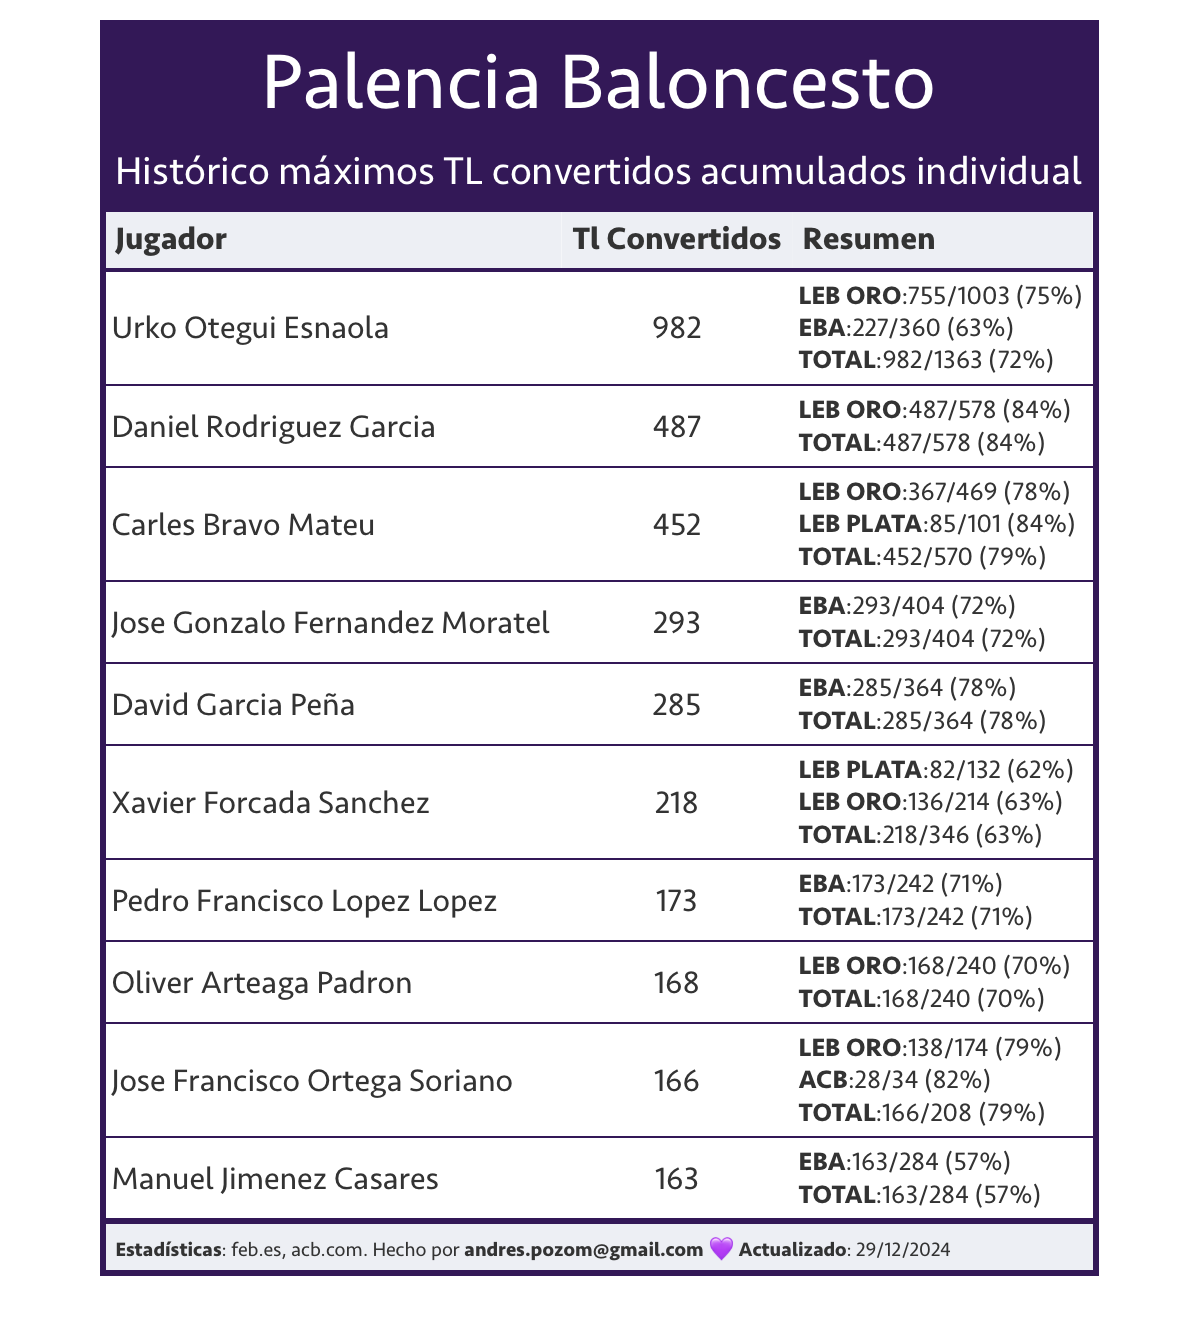 Palencia Baloncesto
Histórico máximos TL convertidos acumulados individual
Jugador Tl Convertidos Resumen
Urko Otegui Esnaola 982
LEB ORO:755/1003 (75%)
EBA:227/360 (63%)
TOTAL:982/1363 (72%)
Daniel Rodriguez Garcia 487
LEB ORO:487/578 (84%)
TOTAL:487/578 (84%)
Carles Bravo Mateu 452
LEB ORO:367/469 (78%)
LEB PLATA:85/101 (84%)
TOTAL:452/570 (79%)
Jose Gonzalo Fernandez Moratel 293
EBA:293/404 (72%)
TOTAL:293/404 (72%)
David Garcia Peña 285
EBA:285/364 (78%)
TOTAL:285/364 (78%)
Xavier Forcada Sanchez 218
LEB PLATA:82/132 (62%)
LEB ORO:136/214 (63%)
TOTAL:218/346 (63%)
Pedro Francisco Lopez Lopez 173
EBA:173/242 (71%)
TOTAL:173/242 (71%)
Oliver Arteaga Padron 168
LEB ORO:168/240 (70%)
TOTAL:168/240 (70%)
Jose Francisco Ortega Soriano 166
LEB ORO:138/174 (79%)
ACB:28/34 (82%)
TOTAL:166/208 (79%)
Manuel Jimenez Casares 163
EBA:163/284 (57%)
TOTAL:163/284 (57%)
Estadísticas: feb.es, acb.com. Hecho por andres.pozom@gmail.com 💜 Actualizado: 29/12/2024